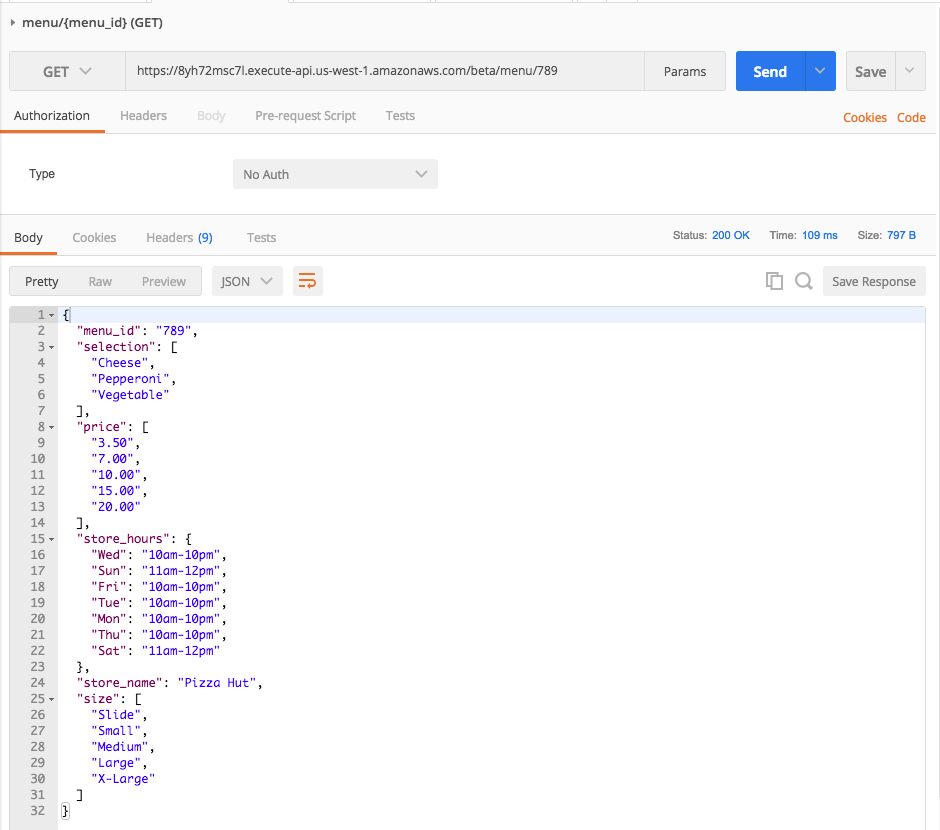 menu/{menu_id} (GET)
GET https://8yh72msc7l.execute-api.us-west-1.amazonaws.com/beta/menu/789 Params Send Save
Authorization Headers Body Pre-request Script Tests Cookies Code
Type No Auth
Body Cookies Headers (9) Tests Status: 200 OK Time: 109 ms Size: 797 B
Pretty Raw Preview JSON Save Response
1 {
2 "menu_id": "789",
3 "selection": [
4 "Cheese",
5 "Pepperoni",
6 "Vegetable"
7 ],
8 "price": [
9 "3.50",
10 "7.00",
11 "10.00",
12 "15.00",
13 "20.00"
14 ],
15 "store_hours": {
16 "Wed": "10am-10pm",
17 "Sun": "11am-12pm",
18 "Fri": "10am-10pm",
19 "Tue": "10am-10pm",
20 "Mon": "10am-10pm",
21 "Thu": "10am-10pm",
22 "Sat": "11am-12pm"
23 },
24 "store_name": "Pizza Hut",
25 "size": [
26 "Slide",
27 "Small",
28 "Medium",
29 "Large",
30 "X-Large"
31 ]
32 }